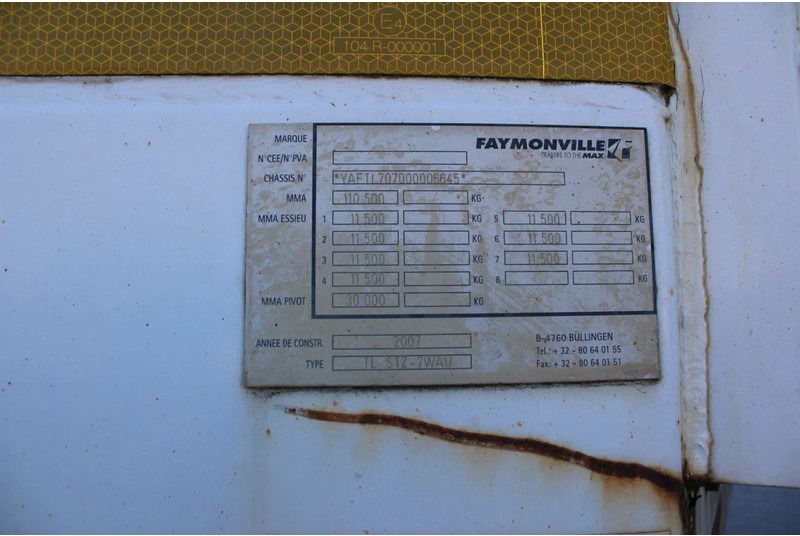 E4
104 R-000001
MARQUE FAYMONVILLE
TRAILERS TO THE MAX
N°CEE/N°PVA
CHASSIS N° *YAFTL707000006645*
MMA 110.500 KG
MMA ESSIEU 1 11.500 KG 5 11.500 KG
2 11.500 KG 6 11.500 KG
3 11.500 KG 7 11.500 KG
4 11.500 KG 8 KG
MMA PIVOT 30.000 KG
ANNEE DE CONSTR. 2007
TYPE TL S1Z-7WAU
B-4760 BÜLLINGEN
Tel.: + 32 - 80 64 01 55
Fax: + 32 - 80 64 01 51